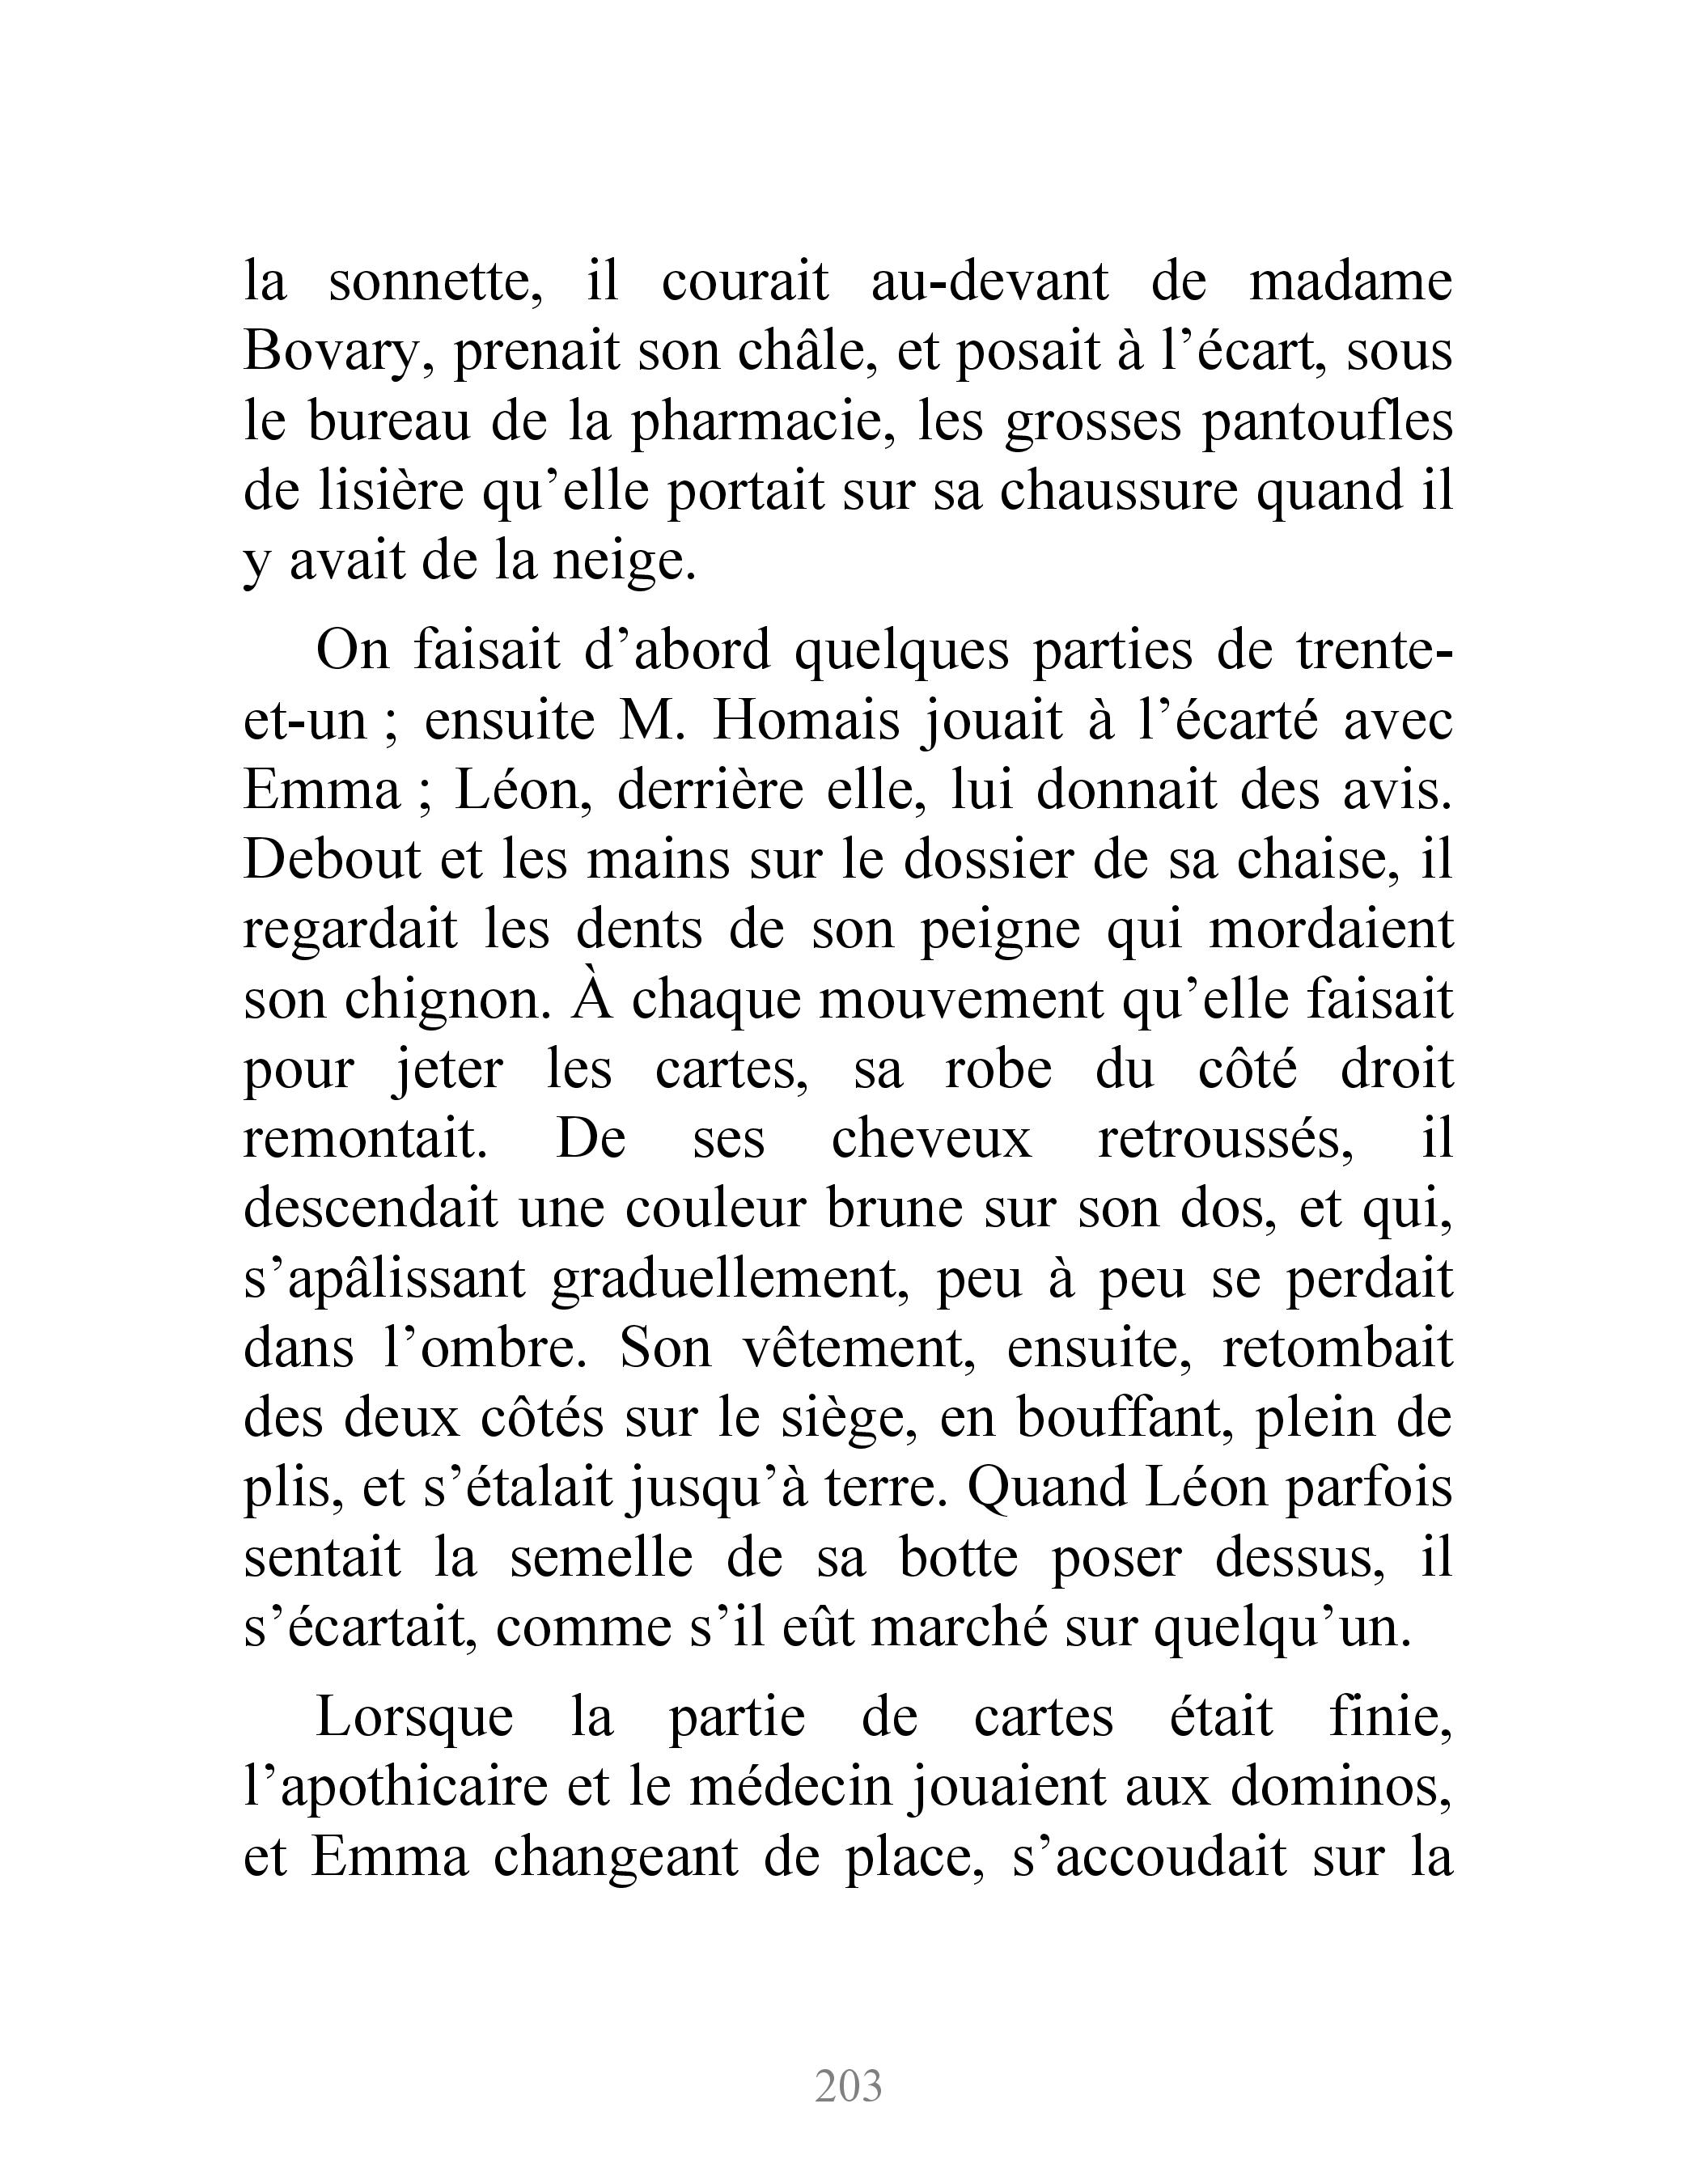 la sonnette, il courait au-devant de madame
Bovary, prenait son châle, et posait à l’écart, sous
le bureau de la pharmacie, les grosses pantoufles
de lisière qu’elle portait sur sa chaussure quand il
y avait de la neige.
On faisait d’abord quelques parties de trente-
et-un ; ensuite M. Homais jouait à l’écarté avec
Emma ; Léon, derrière elle, lui donnait des avis.
Debout et les mains sur le dossier de sa chaise, il
regardait les dents de son peigne qui mordaient
son chignon. À chaque mouvement qu’elle faisait
pour jeter les cartes, sa robe du côté droit
remontait. De ses cheveux retroussés, il
descendait une couleur brune sur son dos, et qui,
s’apâlissant graduellement, peu à peu se perdait
dans l’ombre. Son vêtement, ensuite, retombait
des deux côtés sur le siège, en bouffant, plein de
plis, et s’étalait jusqu’à terre. Quand Léon parfois
sentait la semelle de sa botte poser dessus, il
s’écartait, comme s’il eût marché sur quelqu’un.
Lorsque la partie de cartes était finie,
l’apothicaire et le médecin jouaient aux dominos,
et Emma changeant de place, s’accoudait sur la
203